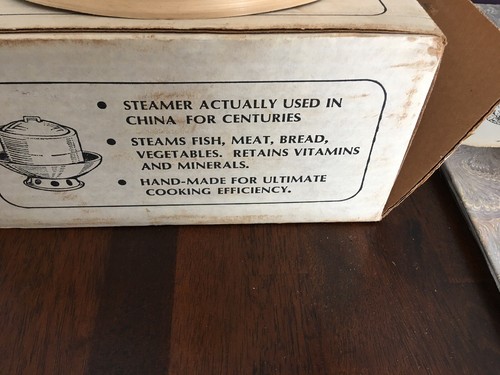 • STEAMER ACTUALLY USED IN
CHINA FOR CENTURIES
• STEAMS FISH, MEAT, BREAD,
VEGETABLES. RETAINS VITAMINS
AND MINERALS.
• HAND-MADE FOR ULTIMATE
COOKING EFFICIENCY.